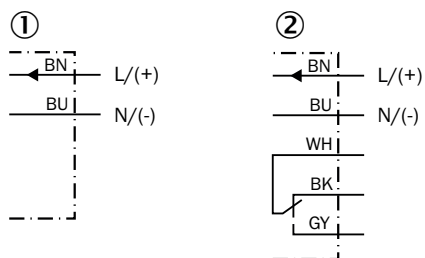 ① ②
BN L/(+) BN L/(+)
BU N/(-) BU N/(-)
WH
BK
GY